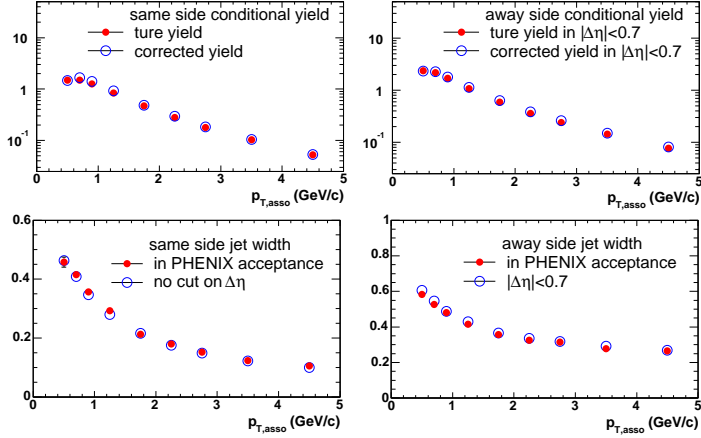 same side conditional yield
ture yield
corrected yield
10
1
10⁻¹
0 1 2 3 4 5
p_T,asso (GeV/c)
away side conditional yield
ture yield in |Δη|<0.7
corrected yield in |Δη|<0.7
10
1
10⁻¹
0 1 2 3 4 5
p_T,asso (GeV/c)
0.6
same side jet width
in PHENIX acceptance
no cut on Δη
0.4
0.2
0
0 1 2 3 4 5
p_T,asso (GeV/c)
1
away side jet width
in PHENIX acceptance
|Δη|<0.7
0.8
0.6
0.4
0.2
0
0 1 2 3 4 5
p_T,asso (GeV/c)